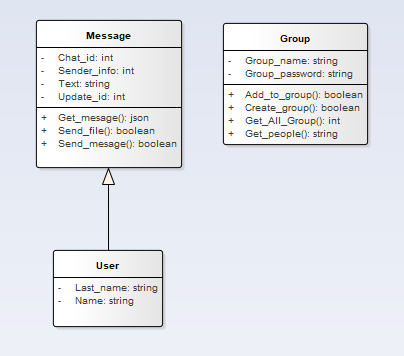 Message
- Chat_id: int
- Sender_info: int
- Text: string
- Update_id: int
+ Get_mesage(): json
+ Send_file(): boolean
+ Send_mesage(): boolean
Group
- Group_name: string
- Group_password: string
+ Add_to_group(): boolean
+ Create_group(): boolean
+ Get_All_Group(): int
+ Get_people(): string
User
- Last_name: string
- Name: string